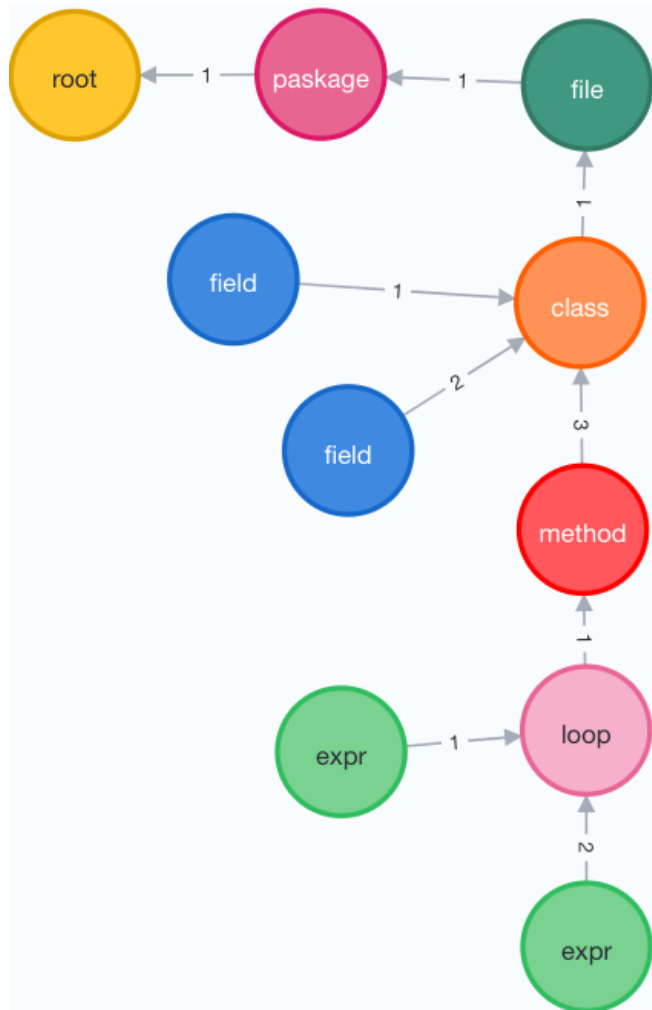 root
1
paskage
1
file
1
field
1
class
2
field
3
method
1
expr
1
loop
2
expr